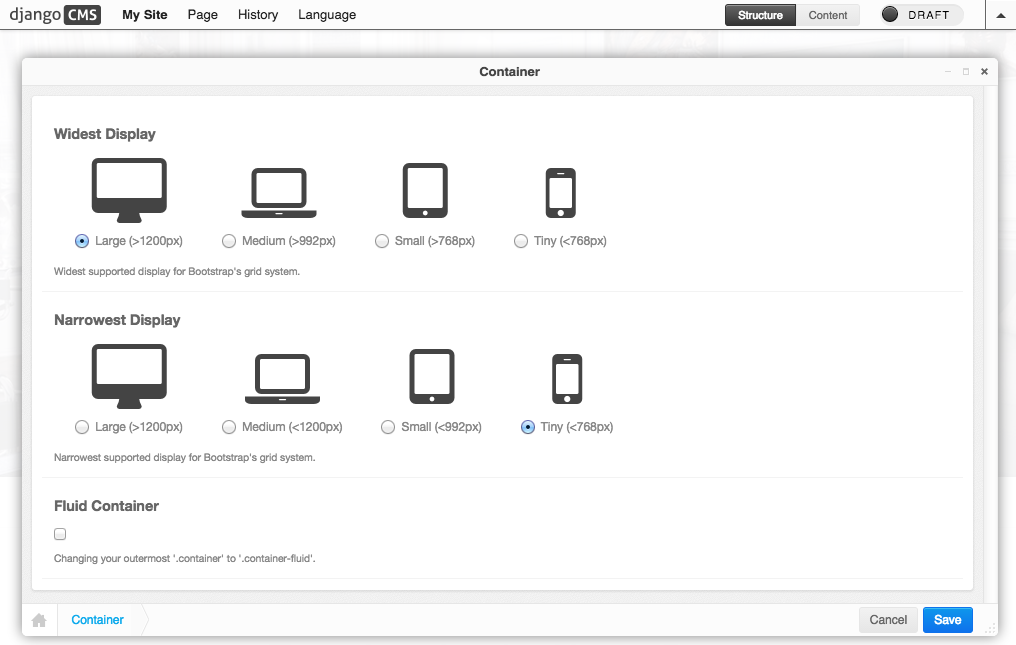 django CMS My Site Page History Language Structure Content DRAFT
Container
Widest Display
Large (>1200px) Medium (>992px) Small (>768px) Tiny (<768px)
Widest supported display for Bootstrap's grid system.
Narrowest Display
Large (>1200px) Medium (<1200px) Small (<992px) Tiny (<768px)
Narrowest supported display for Bootstrap's grid system.
Fluid Container
Changing your outermost '.container' to '.container-fluid'.
Container Cancel Save